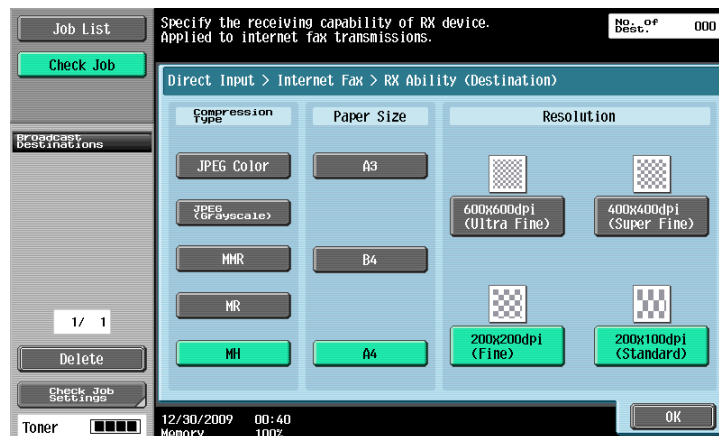 Job List
Check Job
Broadcast
Destinations
1/ 1
Delete
Check Job
Settings
Toner
Specify the receiving capability of RX device.
Applied to internet fax transmissions.
No. of
Dest.
000
Direct Input > Internet Fax > RX Ability (Destination)
Compression
Type
Paper Size
Resolution
JPEG Color
A3
JPEG
(Grayscale)
600X600dpi
(Ultra Fine)
400X400dpi
(Super Fine)
MMR
B4
MR
MH
A4
200X200dpi
(Fine)
200X100dpi
(Standard)
OK
12/30/2009 00:40
Memory 100%